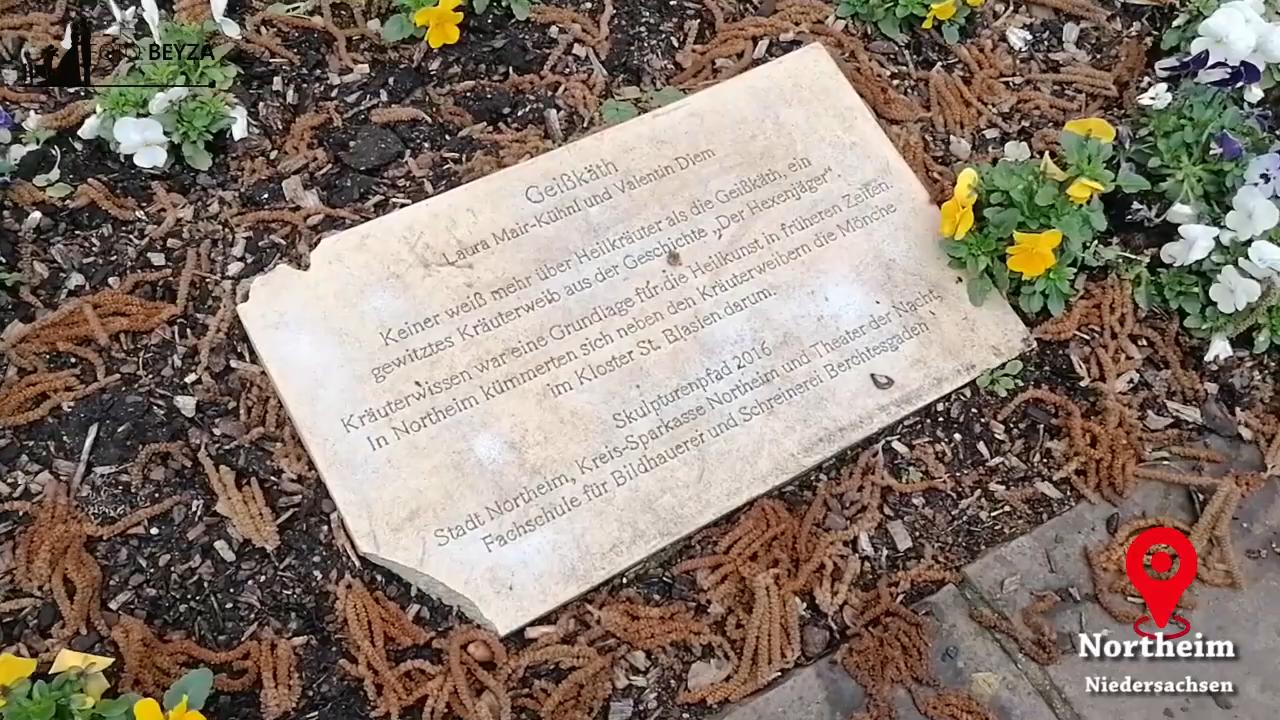 FOTO BEYZA
Geißkäth
Laura Mair-Kühnl und Valentin Diem
Keiner weiß mehr über Heilkräuter als die Geißkäth, ein
gewitztes Kräuterweib aus der Geschichte „Der Hexenjäger“
Kräuterwissen war eine Grundlage für die Heilkunst in früheren Zeiten.
In Northeim kümmerten sich neben den Kräuterweibern die Mönche
im Kloster St. Blasien darum.
Skulpturenpfad 2016
Stadt Northeim, Kreis-Sparkasse Northeim und Theater der Nacht,
Fachschule für Bildhauerei und Schreinerei Berchtesgaden
Northeim
Niedersachsen